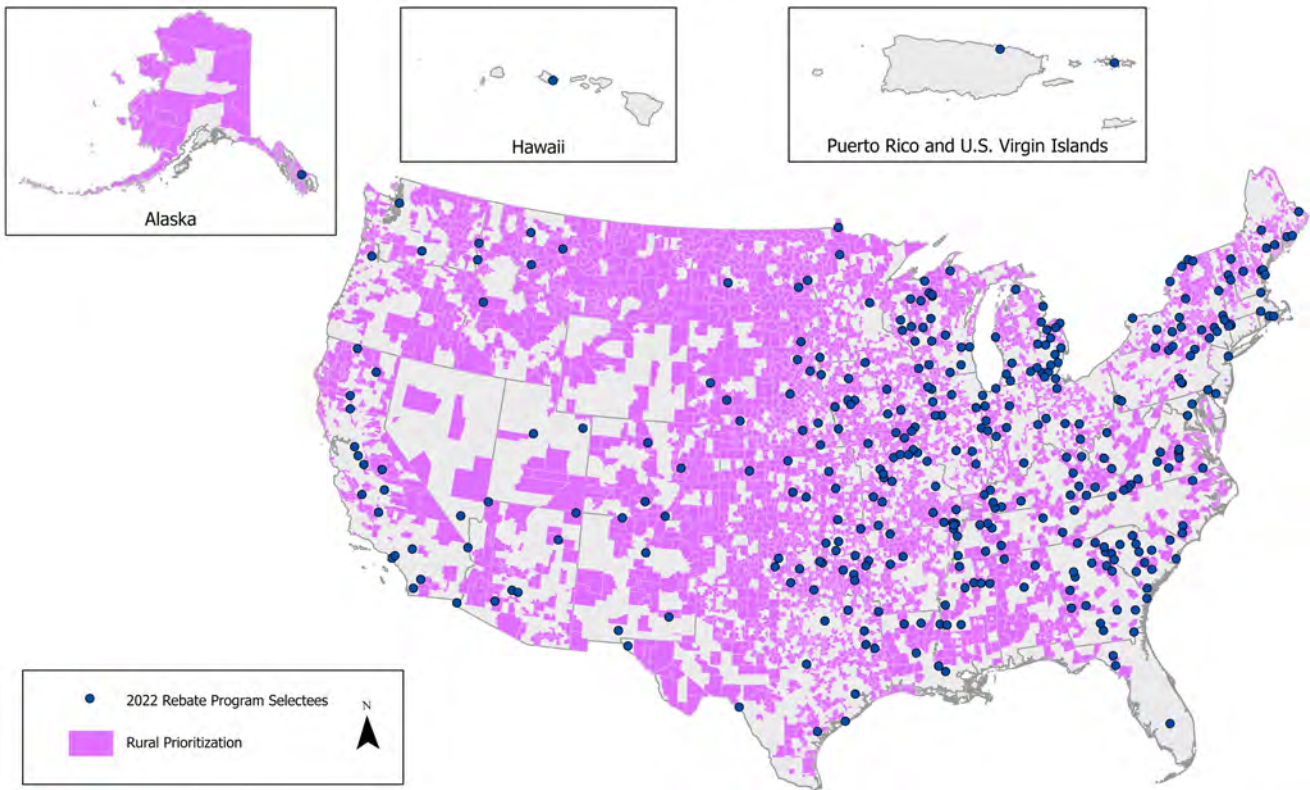 Alaska
Hawaii
Puerto Rico and U.S. Virgin Islands
2022 Rebate Program Selectees
Rural Prioritization
N